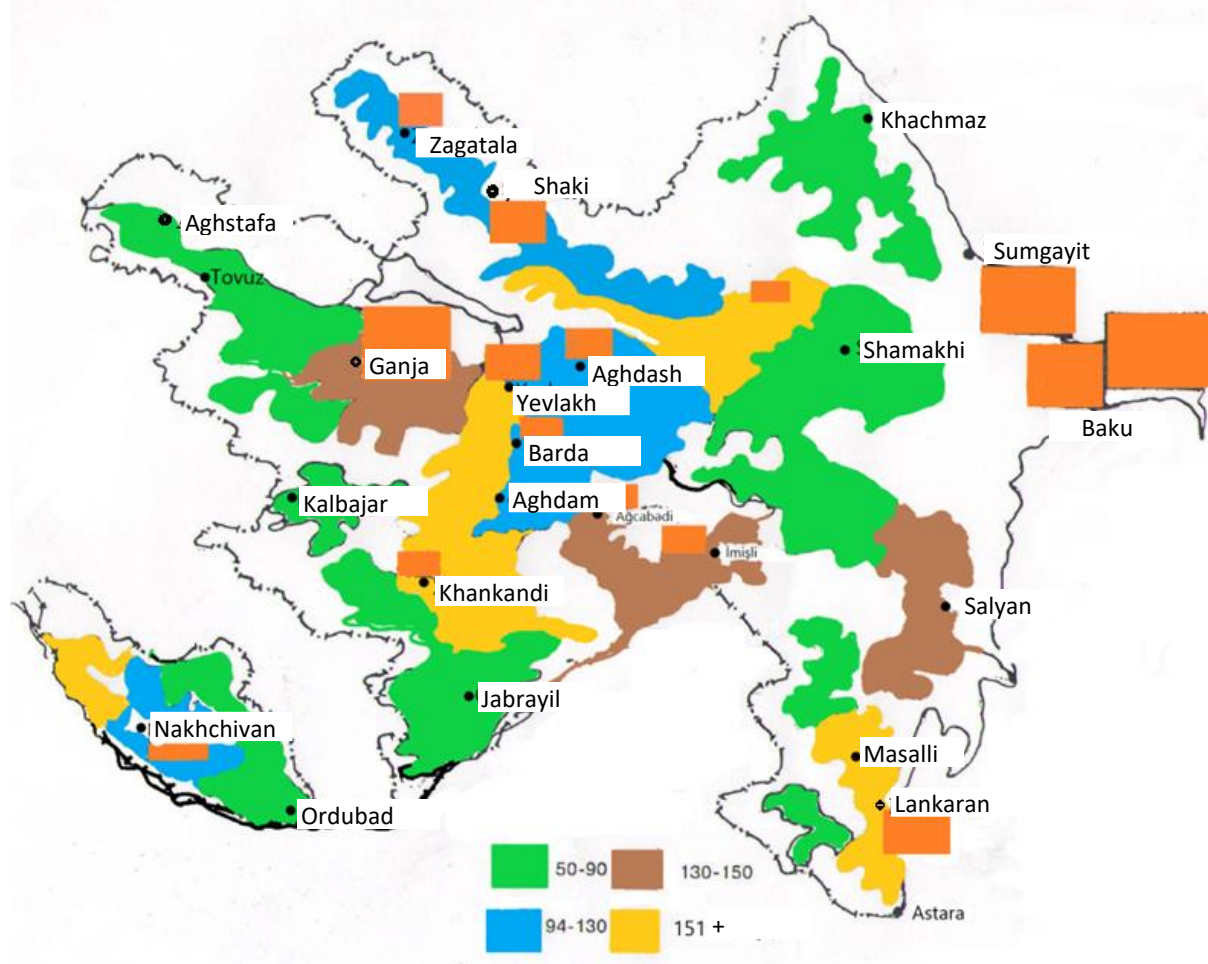 Khachmaz
Zagatala
Shaki
Aghstafa
Sumgayit
Tovuz
Shamakhi
Ganja
Aghdash
Yevlakh
Baku
Barda
Kalbajar
Aghdam
Ağcabadi
İmişli
Khankandi
Salyan
Jabrayil
Nakhchivan
Masalli
Lankaran
Ordubad
50-90
130-150
Astara
94-130
151 +